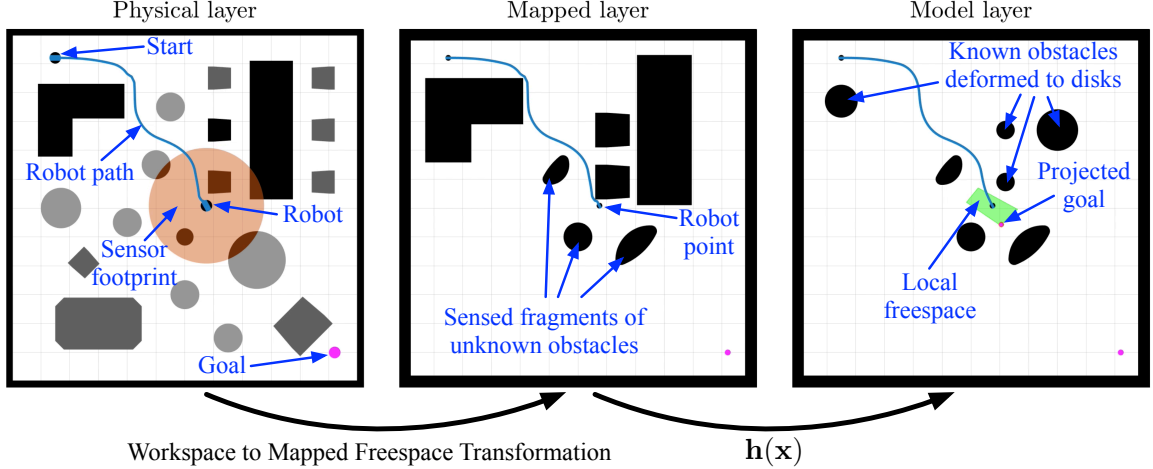 Physical layer
Start
Robot path
Robot
Sensor
footprint
Goal
Mapped layer
Robot
point
Sensed fragments of
unknown obstacles
Model layer
Known obstacles
deformed to disks
Projected
goal
Local
freespace
Workspace to Mapped Freespace Transformation
h(x)